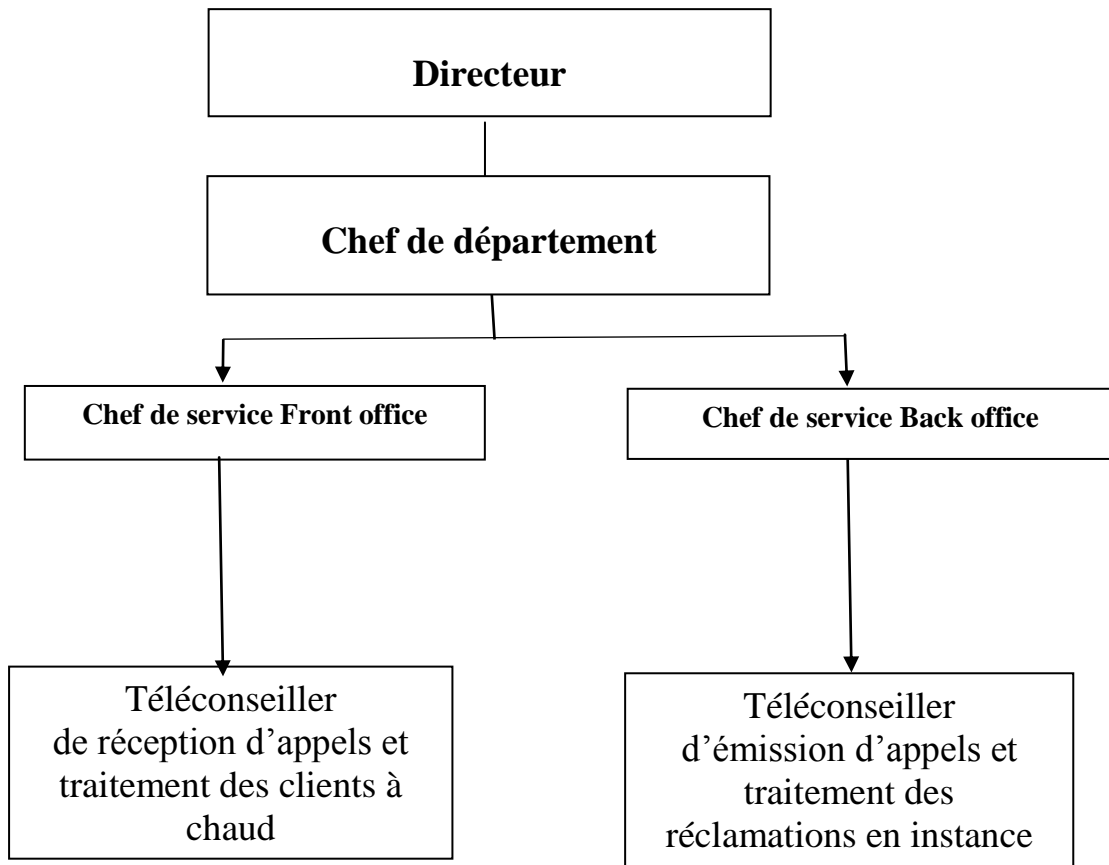 Directeur
Chef de département
Chef de service Front office
Chef de service Back office
Téléconseiller
de réception d’appels et
traitement des clients à
chaud
Téléconseiller
d’émission d’appels et
traitement des
réclamations en instance